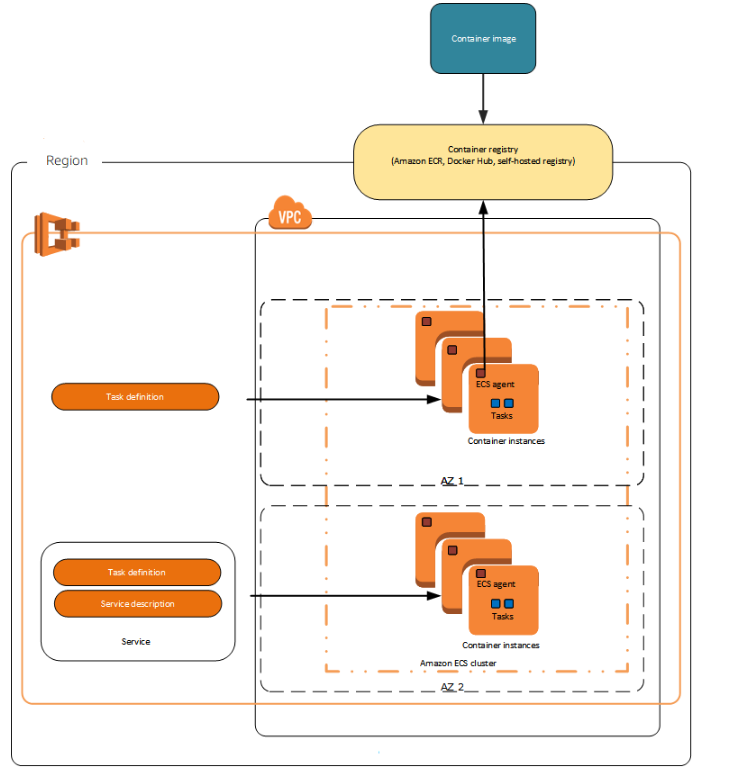 Container image
Container registry
(Amazon ECR, Docker Hub, self-hosted registry)
Region
VPC
ECS agent
Task definition
Tasks
Container instances
AZ 1
Task definition
ECS agent
Service description
Tasks
Service
Container instances
Amazon ECS cluster
AZ 2